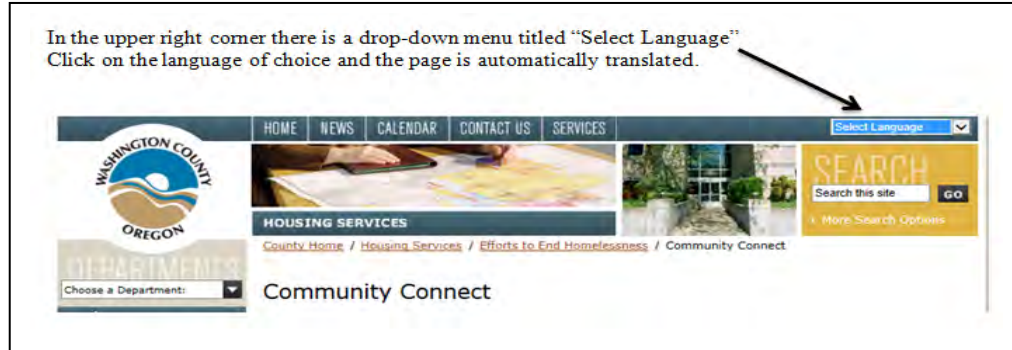 In the upper right corner there is a drop-down menu titled “Select Language”
Click on the language of choice and the page is automatically translated.
HOME NEWS CALENDAR CONTACT US SERVICES
Select Language
WASHINGTON COUNTY
OREGON
SEARCH
Search this site GO
› More Search Options
HOUSING SERVICES
County Home / Housing Services / Efforts to End Homelessness / Community Connect
DEPARTMENTS
Choose a Department:
Community Connect